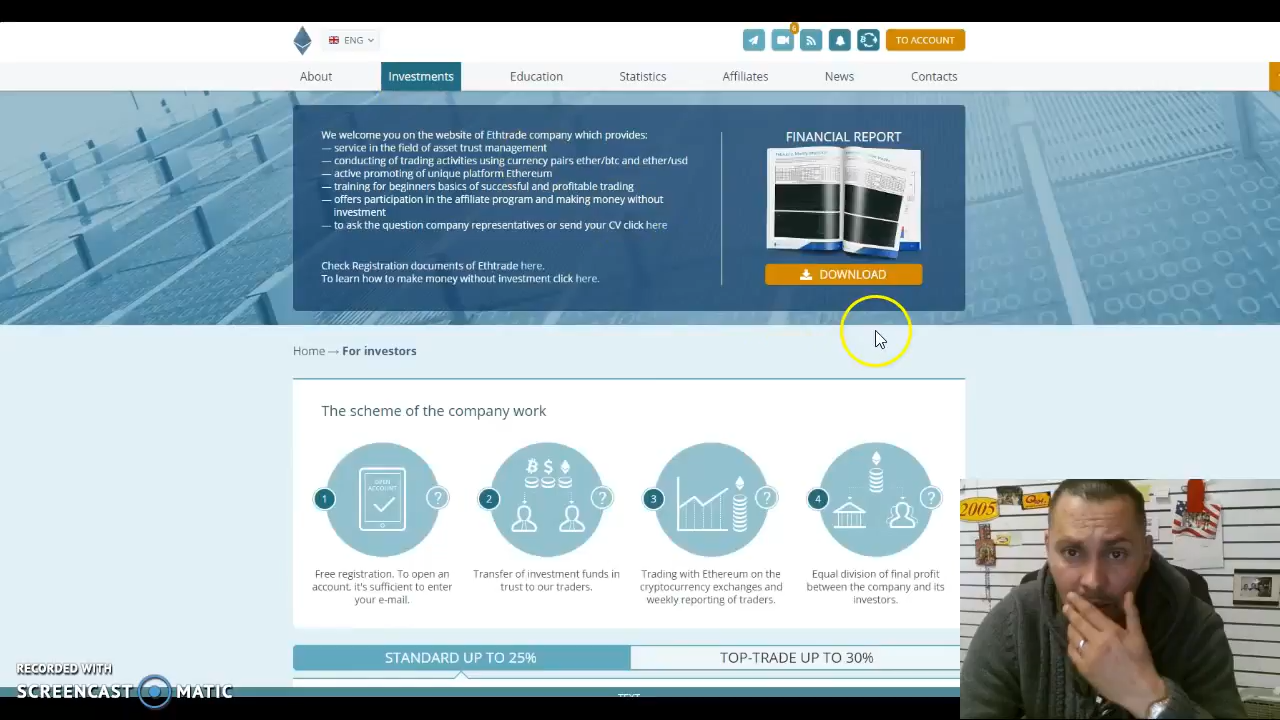 ENG
6
TO ACCOUNT
About
Investments
Education
Statistics
Affiliates
News
Contacts
We welcome you on the website of Ethtrade company which provides:
— service in the field of asset trust management
— conducting of trading activities using currency pairs ether/btc and ether/usd
— active promoting of unique platform Ethereum
— training for beginners basics of successful and profitable trading
— offers participation in the affiliate program and making money without
investment
— to ask the question company representatives or send your CV click here
Check Registration documents of Ethtrade here.
To learn how to make money without investment click here.
FINANCIAL REPORT
DOWNLOAD
Home → For investors
The scheme of the company work
OPEN
ACCOUNT
1
?
2
?
3
?
4
?
Free registration. To open an
account, it's sufficient to enter
your e-mail.
Transfer of investment funds in
trust to our traders.
Trading with Ethereum on the
cryptocurrency exchanges and
weekly reporting of traders.
Equal division of final profit
between the company and its
investors.
STANDARD UP TO 25%
TOP-TRADE UP TO 30%
2005
RECORDED WITH
SCREENCAST MATIC